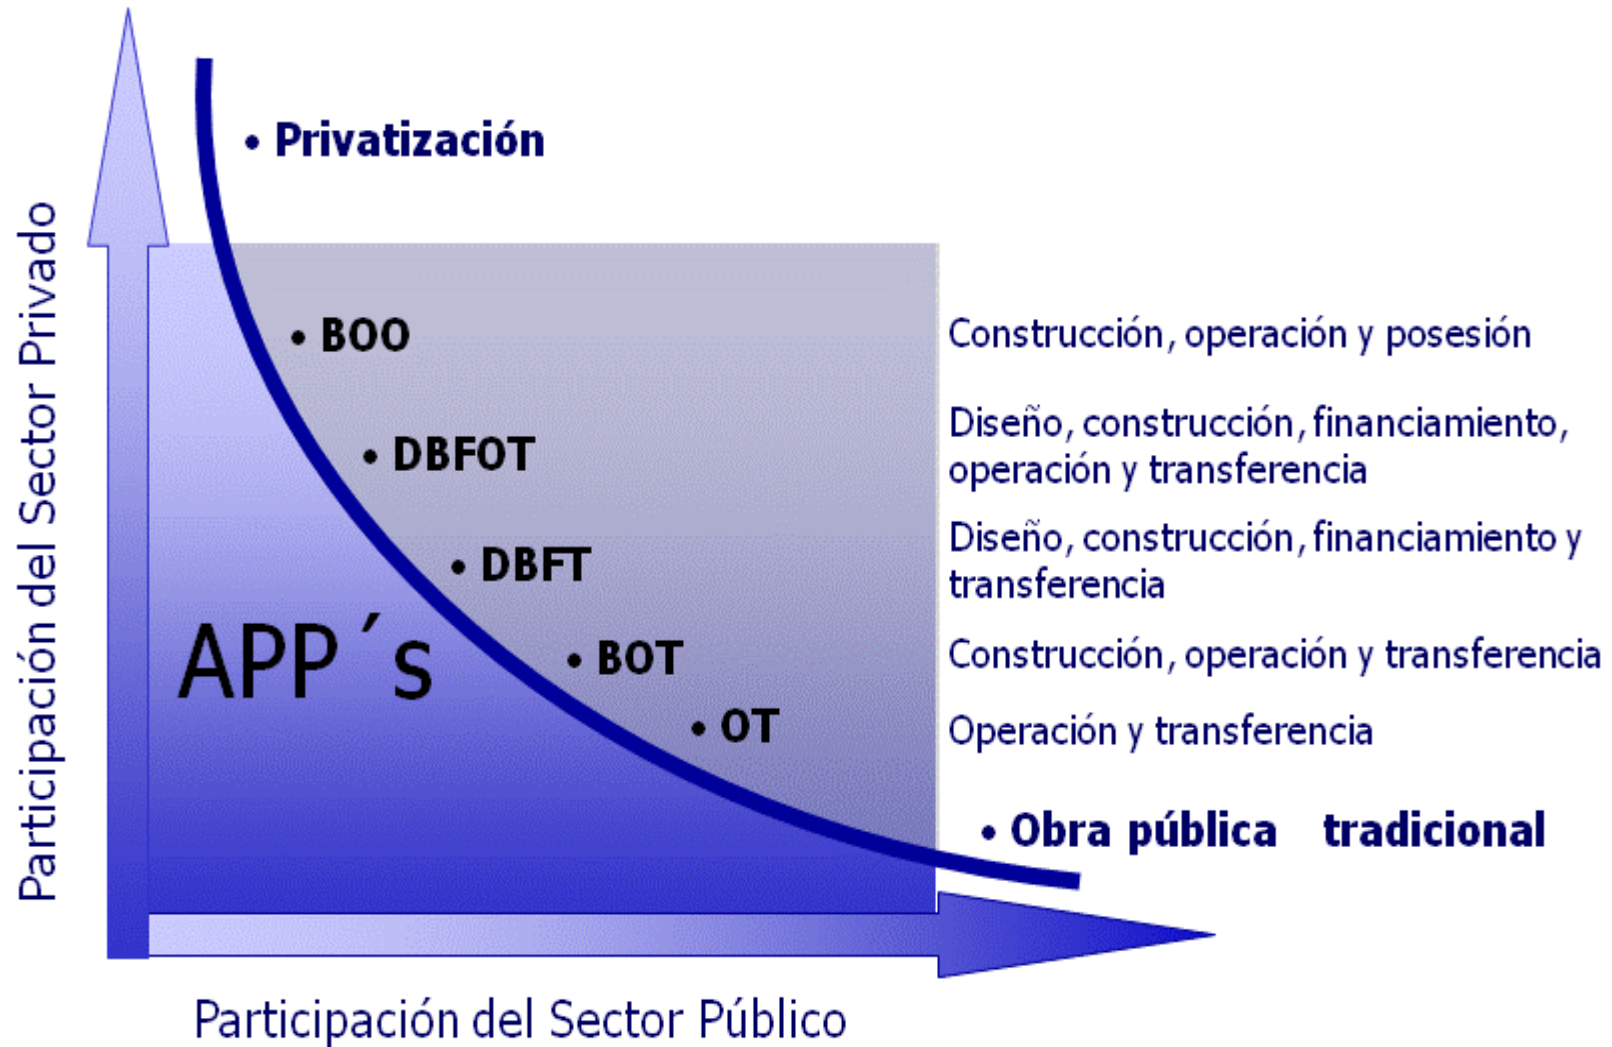 Participación del Sector Privado
• Privatización
• BOO
Construcción, operación y posesión
• DBFOT
Diseño, construcción, financiamiento,
operación y transferencia
• DBFT
Diseño, construcción, financiamiento y
transferencia
APP´s
• BOT
Construcción, operación y transferencia
• OT
Operación y transferencia
• Obra pública tradicional
Participación del Sector Público